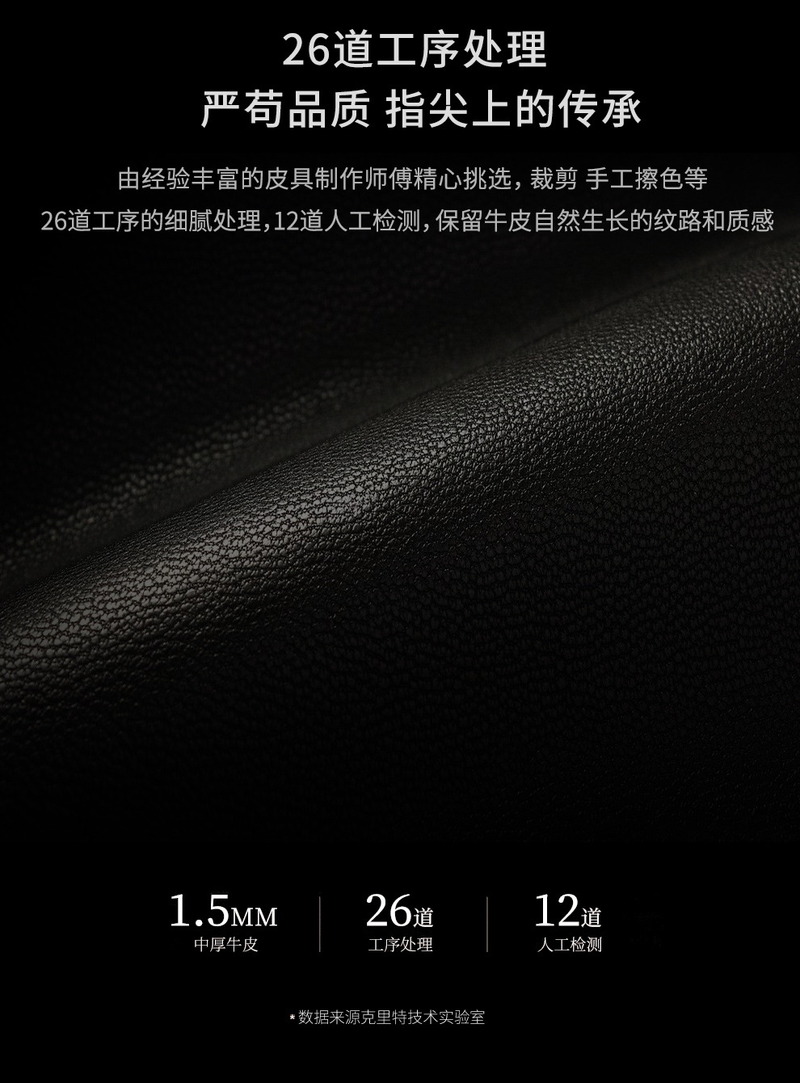 26道工序处理
严苟品质 指尖上的传承
由经验丰富的皮具制作师傅精心挑选，裁剪 手工擦色等
26道工序的细腻处理，12道人工检测，保留牛皮自然生长的纹路和质感
1.5MM 26道 12道
中厚牛皮 工序处理 人工检测
*数据来源克里特技术实验室